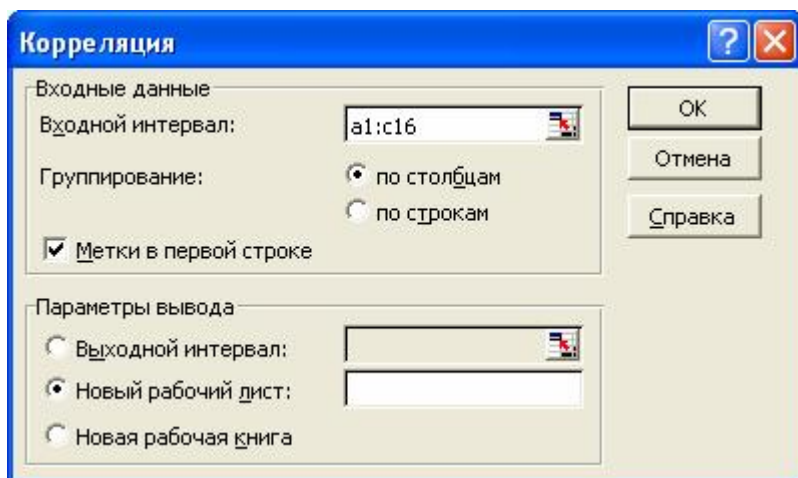 Корреляция
Входные данные
Входной интервал: a1:c16
OK
Группирование: по столбцам
Отмена
по строкам
Справка
Метки в первой строке
Параметры вывода
Выходной интервал:
Новый рабочий лист:
Новая рабочая книга